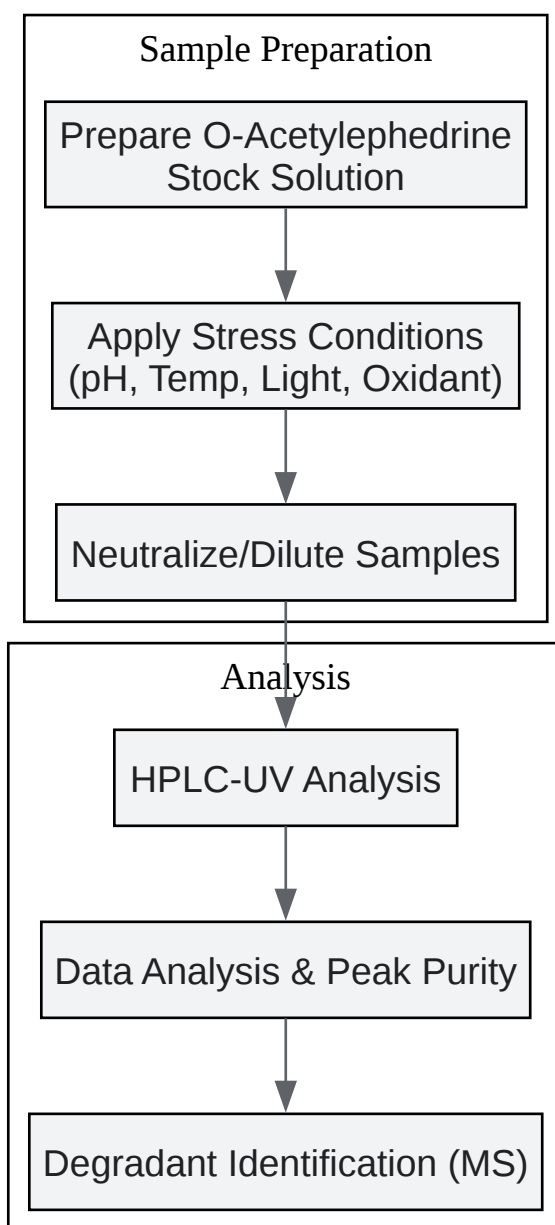 Sample Preparation
Prepare O-Acetylephedrine
Stock Solution
Apply Stress Conditions
(pH, Temp, Light, Oxidant)
Neutralize/Dilute Samples
Analysis
HPLC-UV Analysis
Data Analysis & Peak Purity
Degradant Identification (MS)